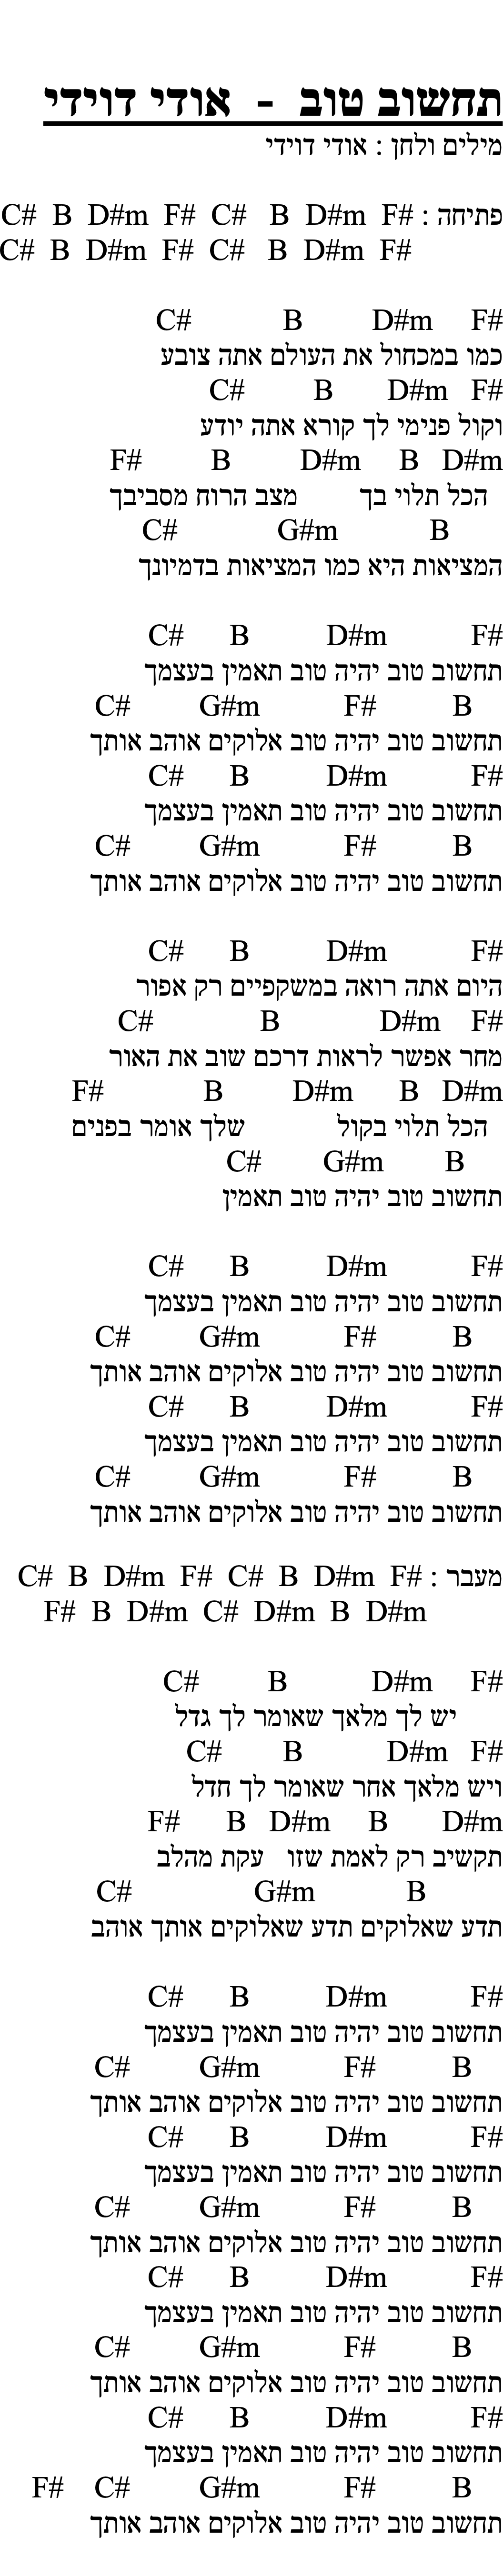 תחשוב טוב - אודי דוידי
מילים ולחן : אודי דוידי
פתיחה : C# B D#m F# C# B D#m F#
C# B D#m F# C# B D#m F#
C# B D#m F#
כמו במכחול את העולם אתה צובע
C# B D#m F#
וקול פנימי לך קורא אתה יודע
F# B D#m B D#m
הכל תלוי בך מצב הרוח מסביבך
C# G#m B
המציאות היא כמו המציאות בדמיונך
C# B D#m F#
תחשוב טוב יהיה טוב תאמין בעצמך
C# G#m F# B
תחשוב טוב יהיה טוב אלוקים אוהב אותך
C# B D#m F#
תחשוב טוב יהיה טוב תאמין בעצמך
C# G#m F# B
תחשוב טוב יהיה טוב אלוקים אוהב אותך
C# B D#m F#
היום אתה רואה במשקפיים רק אפור
C# B D#m F#
מחר אפשר לראות דרכם שוב את האור
F# B D#m B D#m
הכל תלוי בקול שלך אומר בפנים
C# G#m B
תחשוב טוב יהיה טוב תאמין
C# B D#m F#
תחשוב טוב יהיה טוב תאמין בעצמך
C# G#m F# B
תחשוב טוב יהיה טוב אלוקים אוהב אותך
C# B D#m F#
תחשוב טוב יהיה טוב תאמין בעצמך
C# G#m F# B
תחשוב טוב יהיה טוב אלוקים אוהב אותך
מעבר : C# B D#m F# C# B D#m F#
F# B D#m C# D#m B D#m
C# B D#m F#
יש לך מלאך שאומר לך גדל
C# B D#m F#
ויש מלאך אחר שאומר לך חדל
F# B D#m B D#m
תקשיב רק לאמת שזו עקת מהלב
C# G#m B
תדע שאלוקים תדע שאלוקים אותך אוהב
C# B D#m F#
תחשוב טוב יהיה טוב תאמין בעצמך
C# G#m F# B
תחשוב טוב יהיה טוב אלוקים אוהב אותך
C# B D#m F#
תחשוב טוב יהיה טוב תאמין בעצמך
C# G#m F# B
תחשוב טוב יהיה טוב אלוקים אוהב אותך
C# B D#m F#
תחשוב טוב יהיה טוב תאמין בעצמך
C# G#m F# B
תחשוב טוב יהיה טוב אלוקים אוהב אותך
C# B D#m F#
תחשוב טוב יהיה טוב תאמין בעצמך
F# C# G#m F# B
תחשוב טוב יהיה טוב אלוקים אוהב אותך